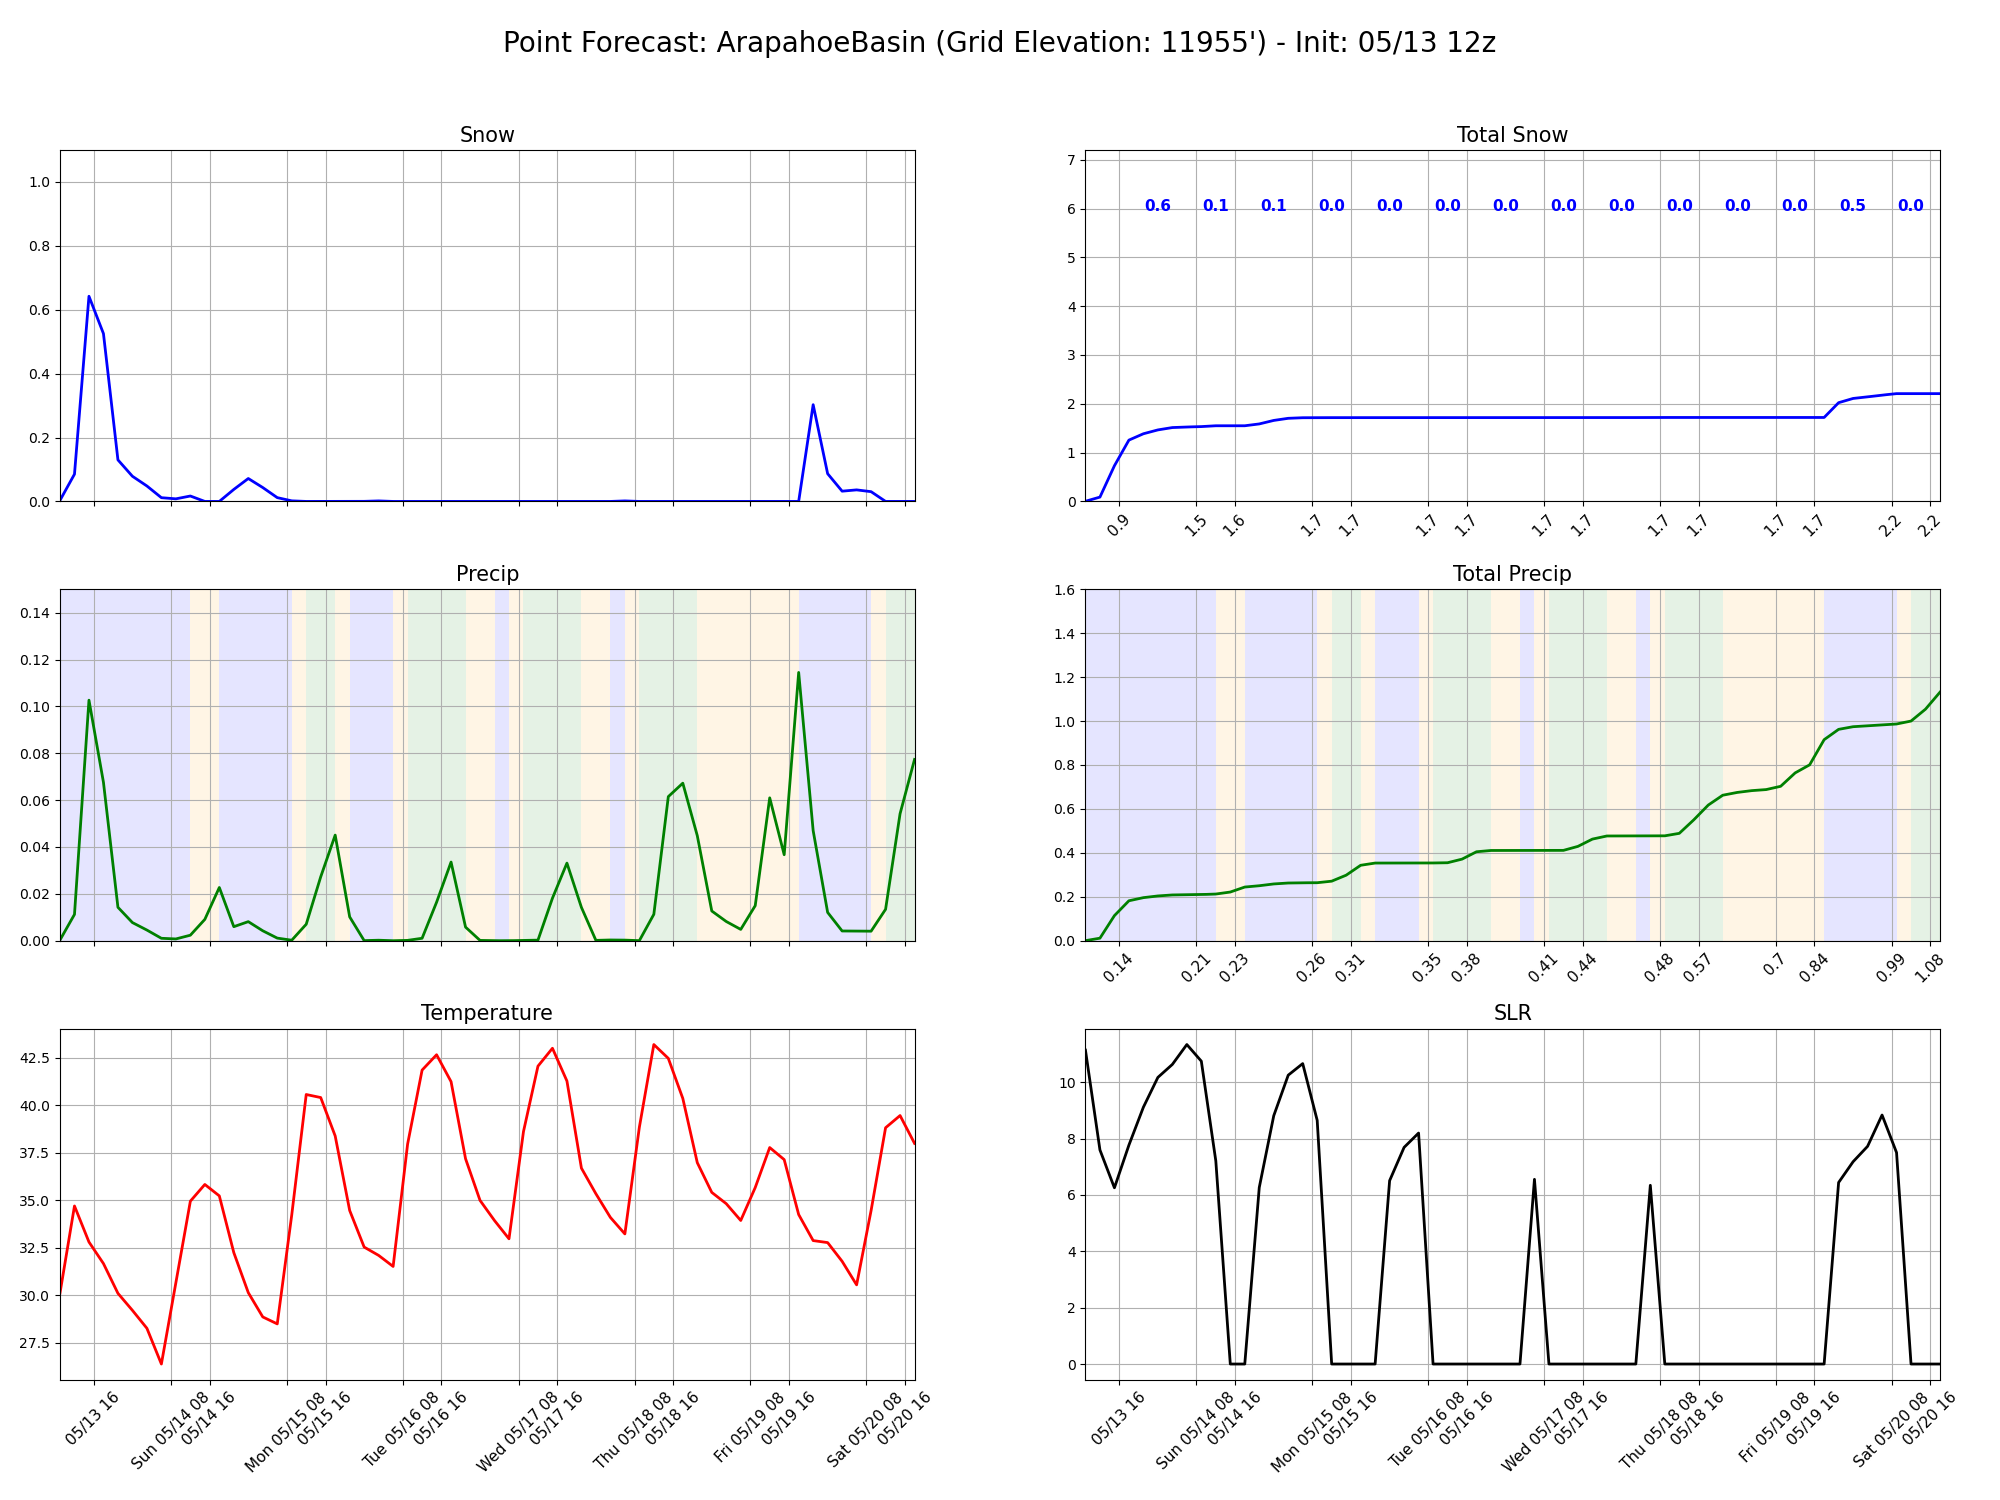 Point Forecast: ArapahoeBasin (Grid Elevation: 11955') - Init: 05/13 12z
Snow
1.0
0.8
0.6
0.4
0.2
0.0
Total Snow
7
6
5
4
3
2
1
0
0.6 0.1 0.1 0.0 0.0 0.0 0.0 0.0 0.0 0.0 0.0 0.0 0.5 0.0
0.9 1.5 1.6 1.7 1.7 1.7 1.7 1.7 1.7 1.7 1.7 1.7 1.7 2.2 2.2
Precip
0.14
0.12
0.10
0.08
0.06
0.04
0.02
0.00
Total Precip
1.6
1.4
1.2
1.0
0.8
0.6
0.4
0.2
0.0
0.14 0.21 0.23 0.26 0.31 0.35 0.38 0.41 0.44 0.48 0.57 0.7 0.84 0.99 1.08
Temperature
42.5
40.0
37.5
35.0
32.5
30.0
27.5
05/13 16
Sun 05/14 08
05/14 16
Mon 05/15 08
05/15 16
Tue 05/16 08
05/16 16
Wed 05/17 08
05/17 16
Thu 05/18 08
05/18 16
Fri 05/19 08
05/19 16
Sat 05/20 08
05/20 16
SLR
10
8
6
4
2
0
05/13 16
Sun 05/14 08
05/14 16
Mon 05/15 08
05/15 16
Tue 05/16 08
05/16 16
Wed 05/17 08
05/17 16
Thu 05/18 08
05/18 16
Fri 05/19 08
05/19 16
Sat 05/20 08
05/20 16